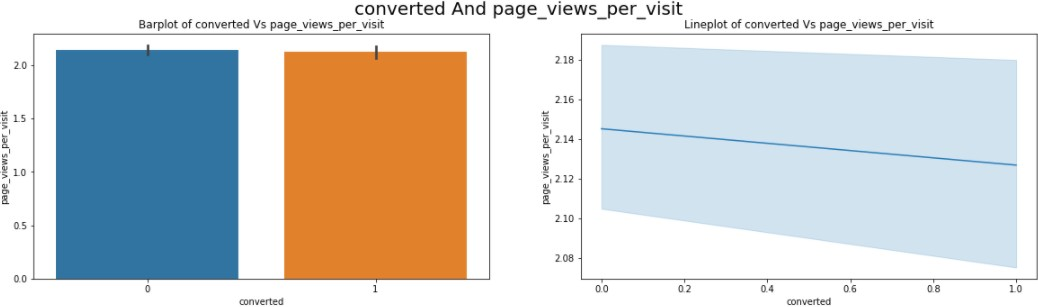 converted And page_views_per_visit
Barplot of converted Vs page_views_per_visit
page_views_per_visit
2.0
1.5
1.0
0.5
0.0
0
1
converted
Lineplot of converted Vs page_views_per_visit
page_views_per_visit
2.18
2.16
2.14
2.12
2.10
2.08
0.0
0.2
0.4
0.6
0.8
1.0
converted